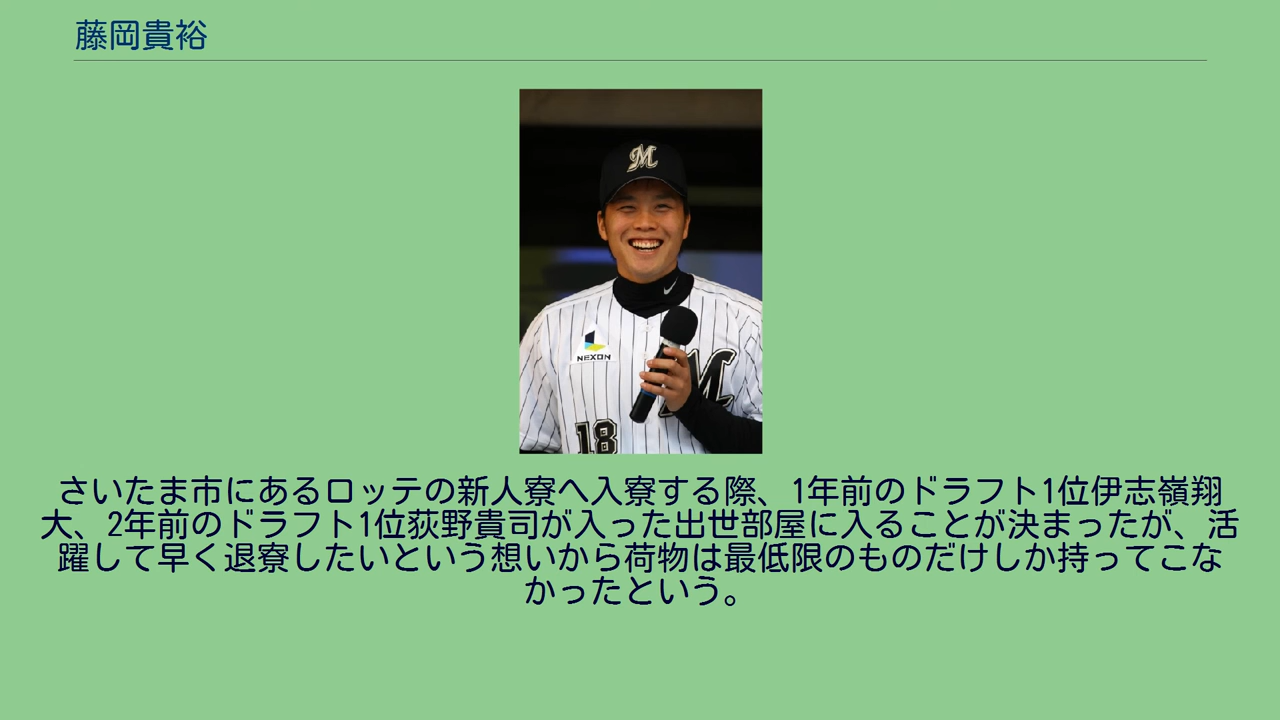 藤岡貴裕
M
NEXON
M
18
さいたま市にあるロッテの新人寮へ入寮する際、1年前のドラフト1位伊志嶺翔
大、2年前のドラフト1位荻野貴司が入った出世部屋に入ることが決まったが、活
躍して早く退寮したいという想いから荷物は最低限のものだけしか持ってこな
かったという。